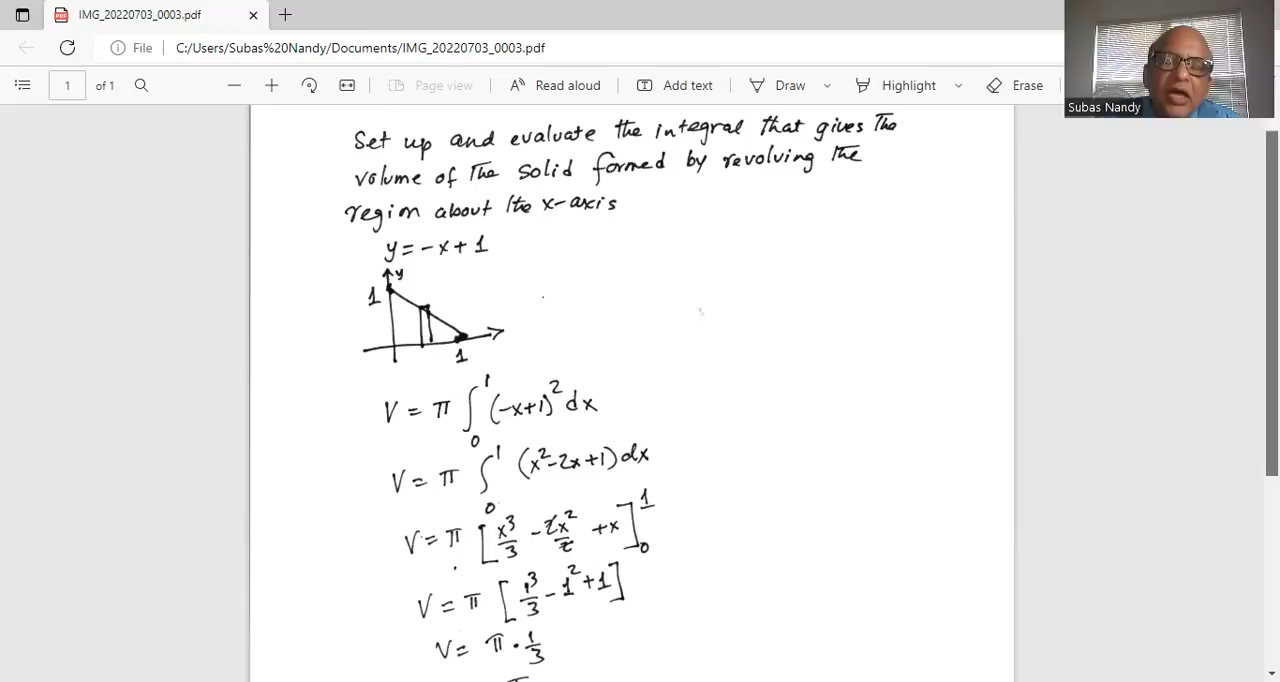 IMG_20220703_0003.pdf
File
C:/Users/Subas%20Nandy/Documents/IMG_20220703_0003.pdf
1 of 1
Page view
Read aloud
Add text
Draw
Highlight
Erase
Subas Nandy
Set up and evaluate the integral that gives the
volume of the solid formed by revolving the
region about the x-axis
y = -x + 1
y
1
1
V = π ∫₀¹ (-x+1)² dx
V = π ∫₀¹ (x²-2x+1) dx
V = π [x³/3 - 2x²/2 + x]₀¹
V = π [1³/3 - 1² + 1]
V = π · 1/3